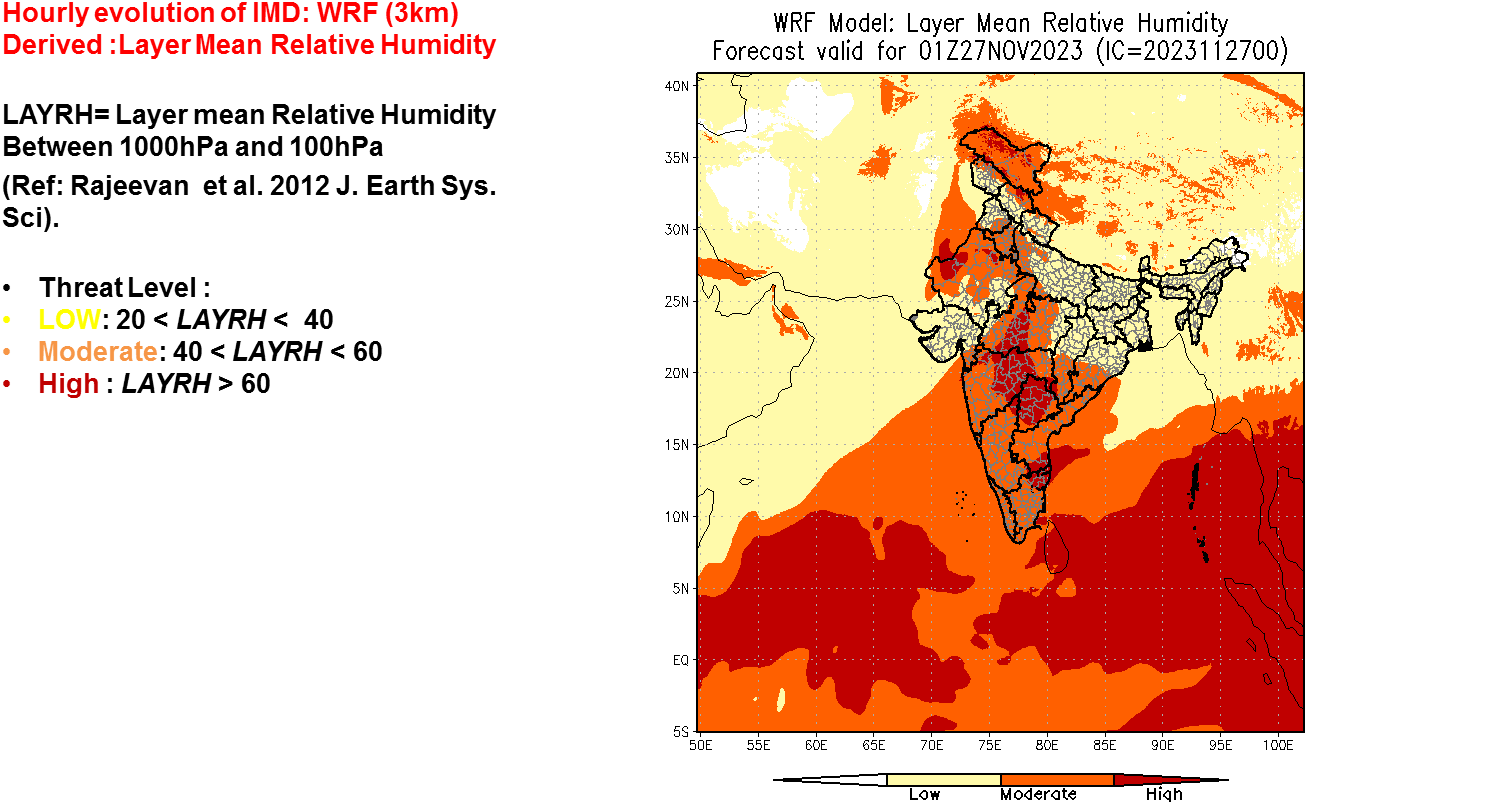 Hourly evolution of IMD: WRF (3km)
Derived :Layer Mean Relative Humidity
LAYRH= Layer mean Relative Humidity
Between 1000hPa and 100hPa
(Ref: Rajeevan et al. 2012 J. Earth Sys.
Sci).
• Threat Level :
• LOW: 20 < LAYRH < 40
• Moderate: 40 < LAYRH < 60
• High : LAYRH > 60
WRF Model: Layer Mean Relative Humidity
Forecast valid for 01Z27NOV2023 (IC=2023112700)
40N
35N
30N
25N
20N
15N
10N
5N
EQ
5S
50E 55E 60E 65E 70E 75E 80E 85E 90E 95E 100E
Low Moderate High